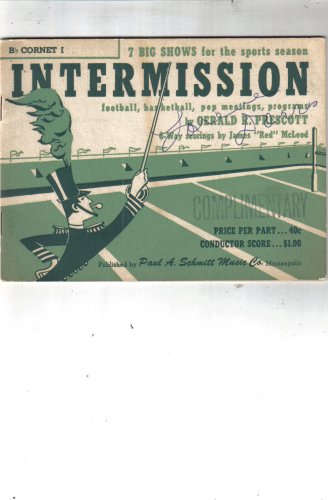 B♭ CORNET I
7 BIG SHOWS for the sports season
INTERMISSION
football, basketball, pep meetings, programs
by GERALD R. PRESCOTT
6-Way scorings by James "Red" McLeod
COMPLIMENTARY
PRICE PER PART...40c
CONDUCTOR SCORE...$1.00
Published by Paul A. Schmitt Music Co. Minneapolis